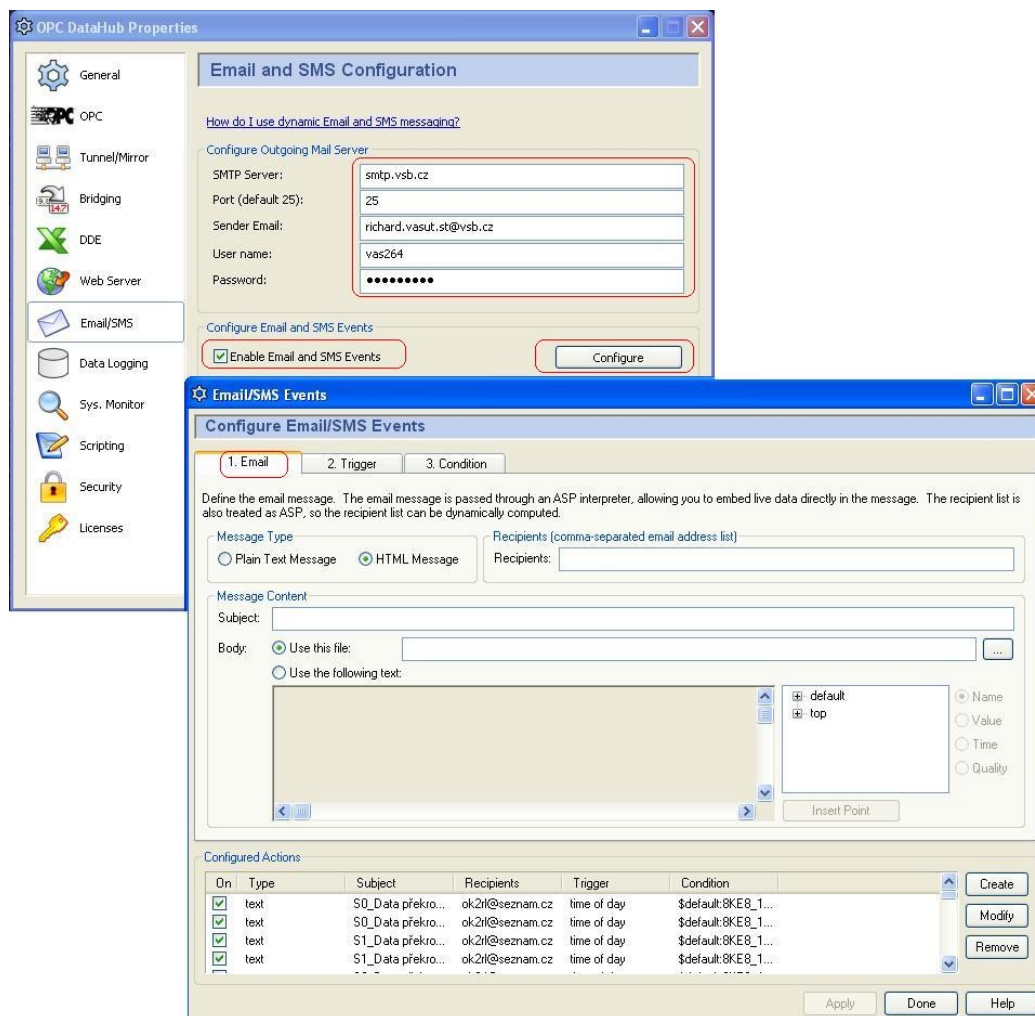 OPC DataHub Properties
General
OPC
Tunnel/Mirror
Bridging
DDE
Web Server
Email/SMS
Data Logging
Sys. Monitor
Scripting
Security
Licenses
Email and SMS Configuration
How do I use dynamic Email and SMS messaging?
Configure Outgoing Mail Server
SMTP Server: smtp.vsb.cz
Port (default 25): 25
Sender Email: richard.vasut.st@vsb.cz
User name: vas264
Password: •••••••••
Configure Email and SMS Events
Enable Email and SMS Events
Configure
Email/SMS Events
Configure Email/SMS Events
1. Email 2. Trigger 3. Condition
Define the email message. The email message is passed through an ASP interpreter, allowing you to embed live data directly in the message. The recipient list is
also treated as ASP, so the recipient list can be dynamically computed.
Message Type
Plain Text Message HTML Message
Recipients (comma-separated email address list)
Recipients:
Message Content
Subject:
Body: Use this file: ...
Use the following text:
default
top
Name
Value
Time
Quality
Insert Point
Configured Actions
On Type Subject Recipients Trigger Condition
text S0_Data překro... ok2rl@seznam.cz time of day $default:8KE8_1...
text S0_Data překro... ok2rl@seznam.cz time of day $default:8KE8_1...
text S1_Data překro... ok2rl@seznam.cz time of day $default:8KE8_1...
text S1_Data překro... ok2rl@seznam.cz time of day $default:8KE8_1...
Create
Modify
Remove
Apply Done Help